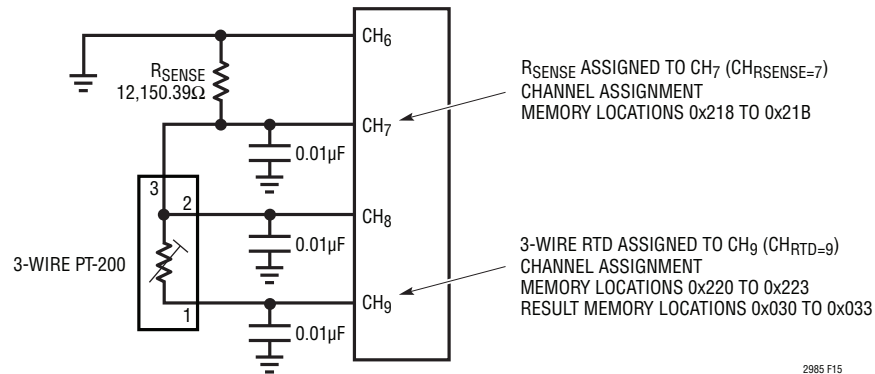 CH6
RSENSE
12,150.39Ω
RSENSE ASSIGNED TO CH7 (CHRSENSE=7)
CHANNEL ASSIGNMENT
MEMORY LOCATIONS 0x218 TO 0x21B
CH7
0.01µF
3
2
CH8
0.01µF
3-WIRE PT-200
3-WIRE RTD ASSIGNED TO CH9 (CHRTD=9)
CHANNEL ASSIGNMENT
MEMORY LOCATIONS 0x220 TO 0x223
RESULT MEMORY LOCATIONS 0x030 TO 0x033
1
CH9
0.01µF
2985 F15